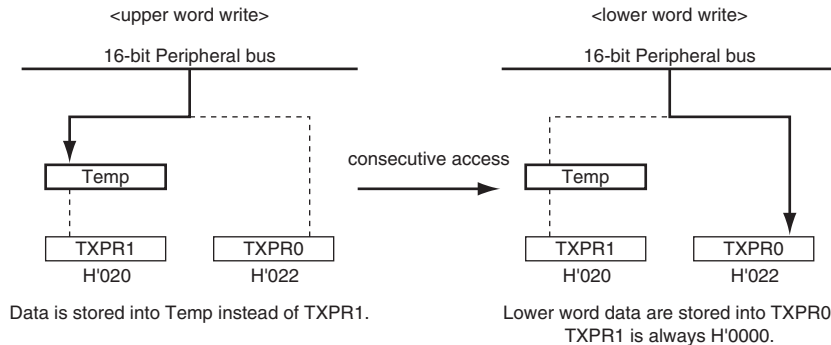 <upper word write>
16-bit Peripheral bus
Temp
TXPR1
TXPR0
H'020
H'022
Data is stored into Temp instead of TXPR1.
consecutive access
<lower word write>
16-bit Peripheral bus
Temp
TXPR1
TXPR0
H'020
H'022
Lower word data are stored into TXPR0
TXPR1 is always H'0000.